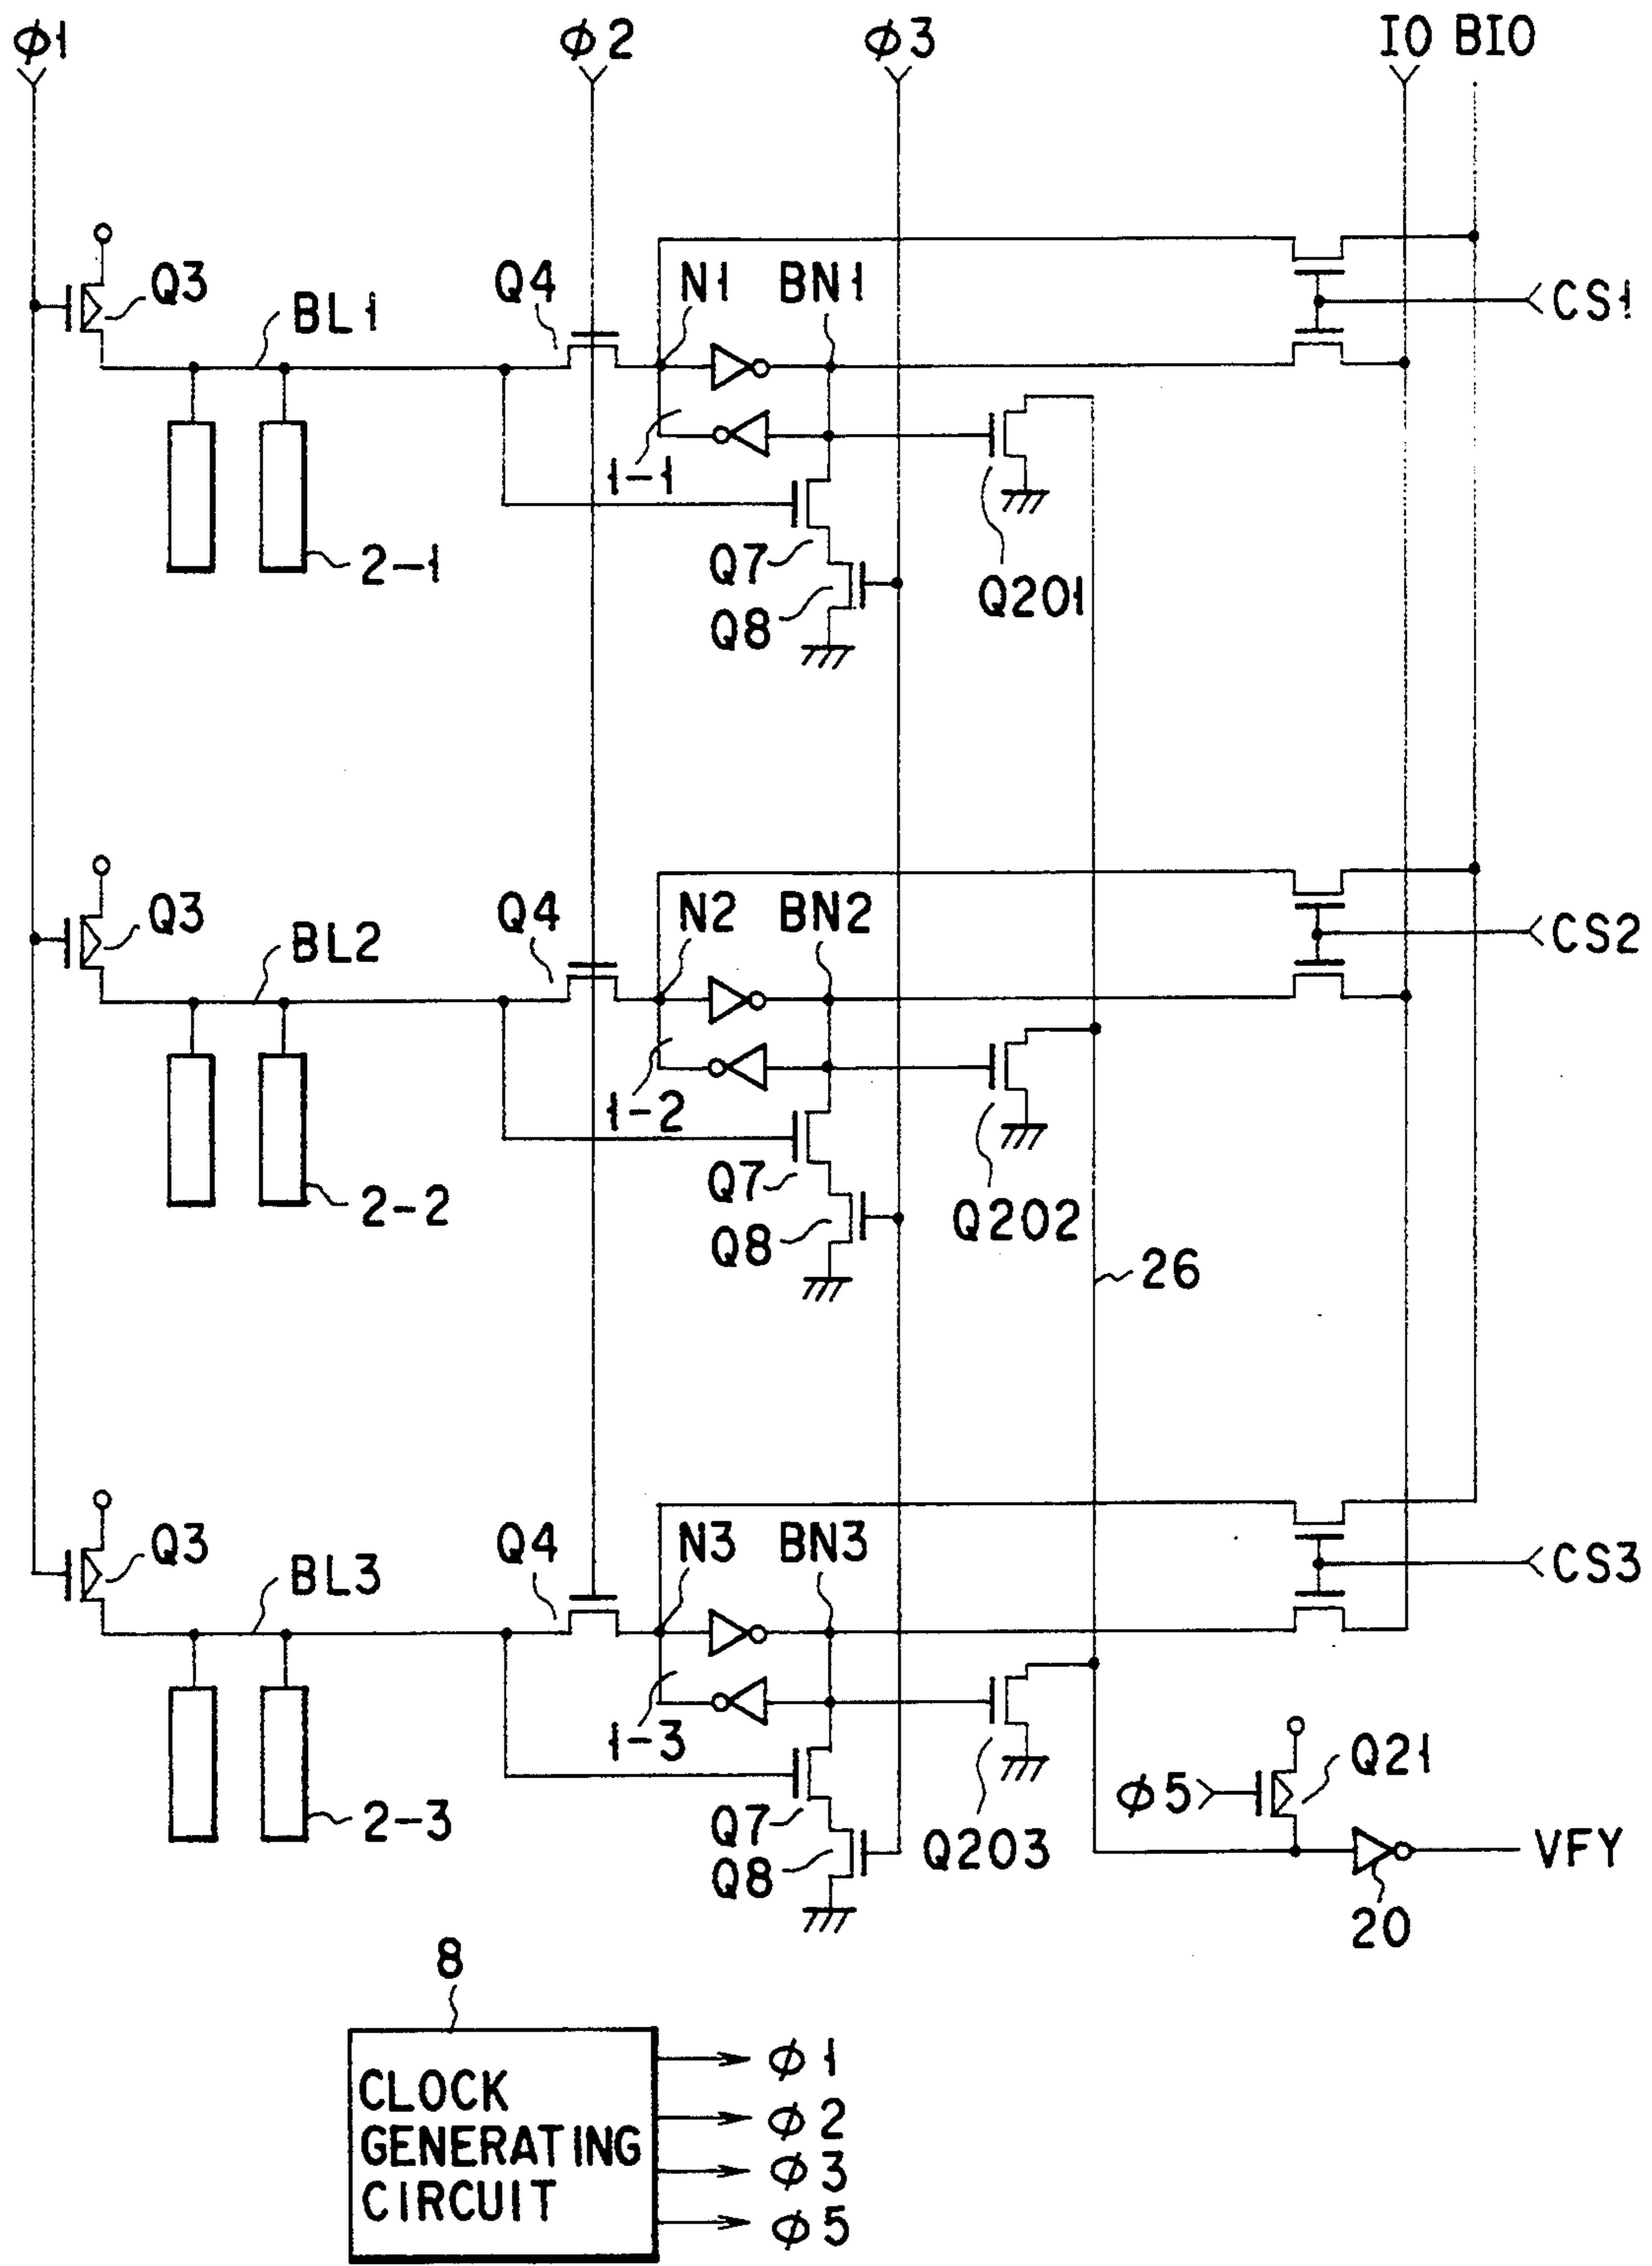 φ1 φ2 φ3 IO BIO
Q3 BL1 Q4 N1 BN1 CS1
1-1
2-1 Q7 Q201
Q8
Q3 BL2 Q4 N2 BN2 CS2
1-2
2-2 Q7 Q202
Q8 26
Q3 BL3 Q4 N3 BN3 CS3
1-3 Q21
φ5
2-3 Q7 Q203 VFY
Q8 20
8
CLOCK GENERATING CIRCUIT
φ1
φ2
φ3
φ5